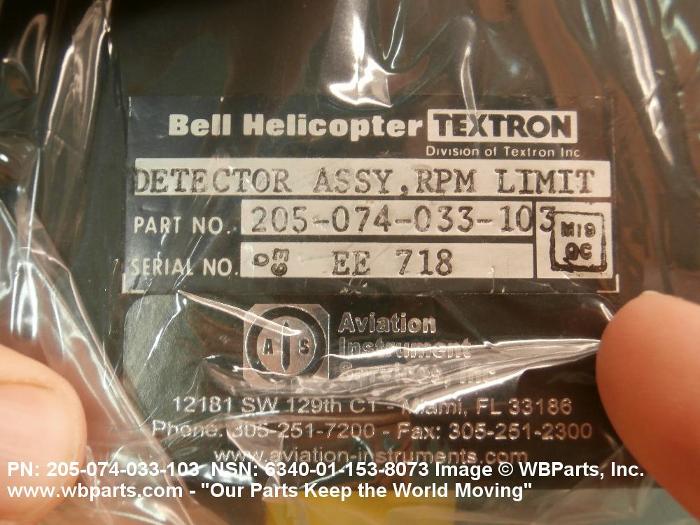 Bell Helicopter TEXTRON
Division of Textron Inc
DETECTOR ASSY,RPM LIMIT
PART NO. 205-074-033-103
SERIAL NO. EE 718
QC
A S
Aviation
Instrument
Services, Inc
12181 SW 129th CT - Miami, FL 33186
Phone: 305-251-7200 - Fax: 305-251-2300
www.aviation-instruments.com
PN: 205-074-033-103 NSN: 6340-01-153-8073 Image © WBParts, Inc.
www.wbparts.com - "Our Parts Keep the World Moving"